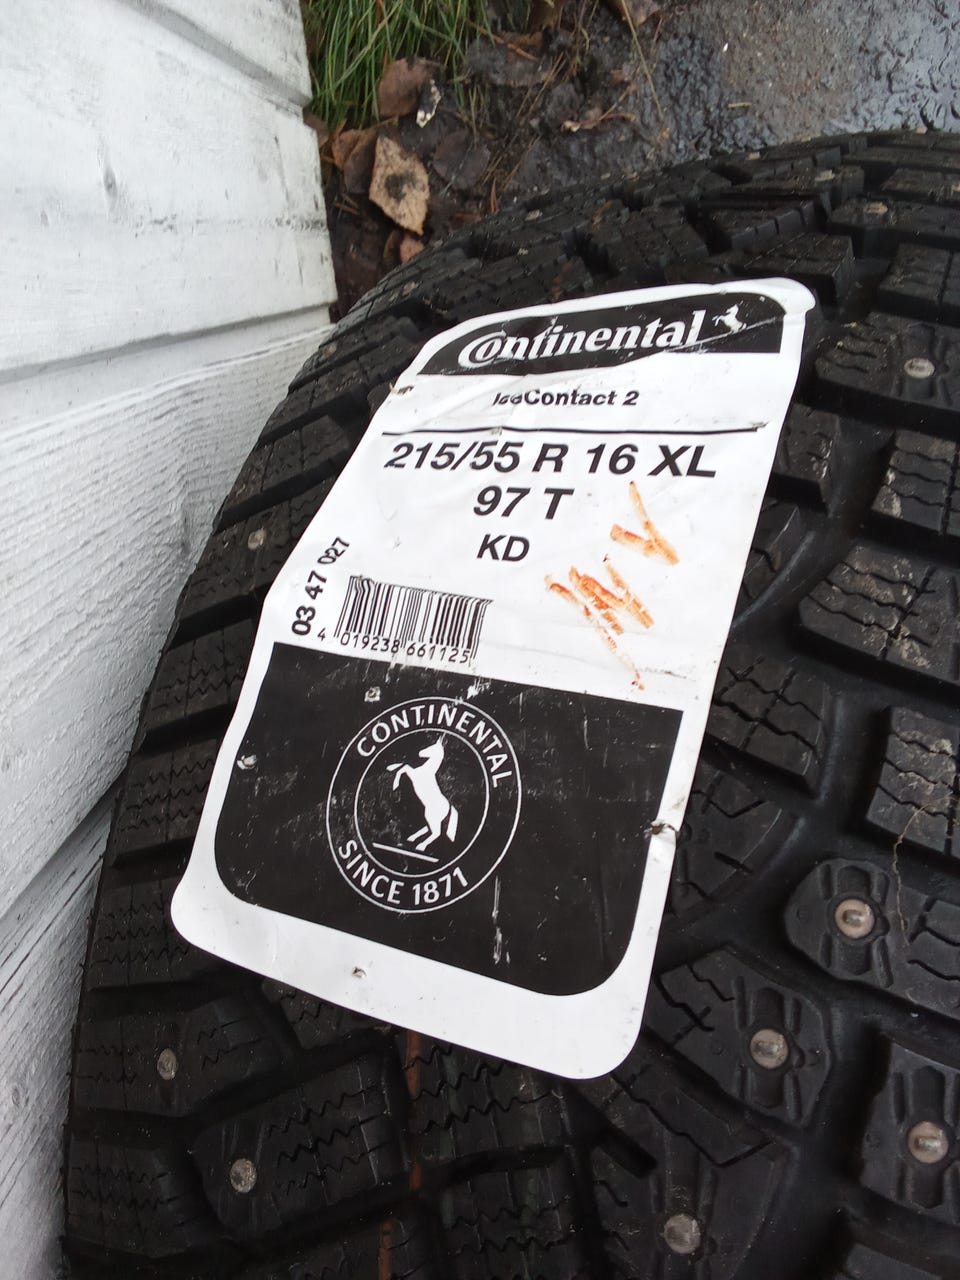 Continental
IceContact 2
215/55 R 16 XL
97 T
KD
03 47 027
4 019238 661125
CONTINENTAL
SINCE 1871